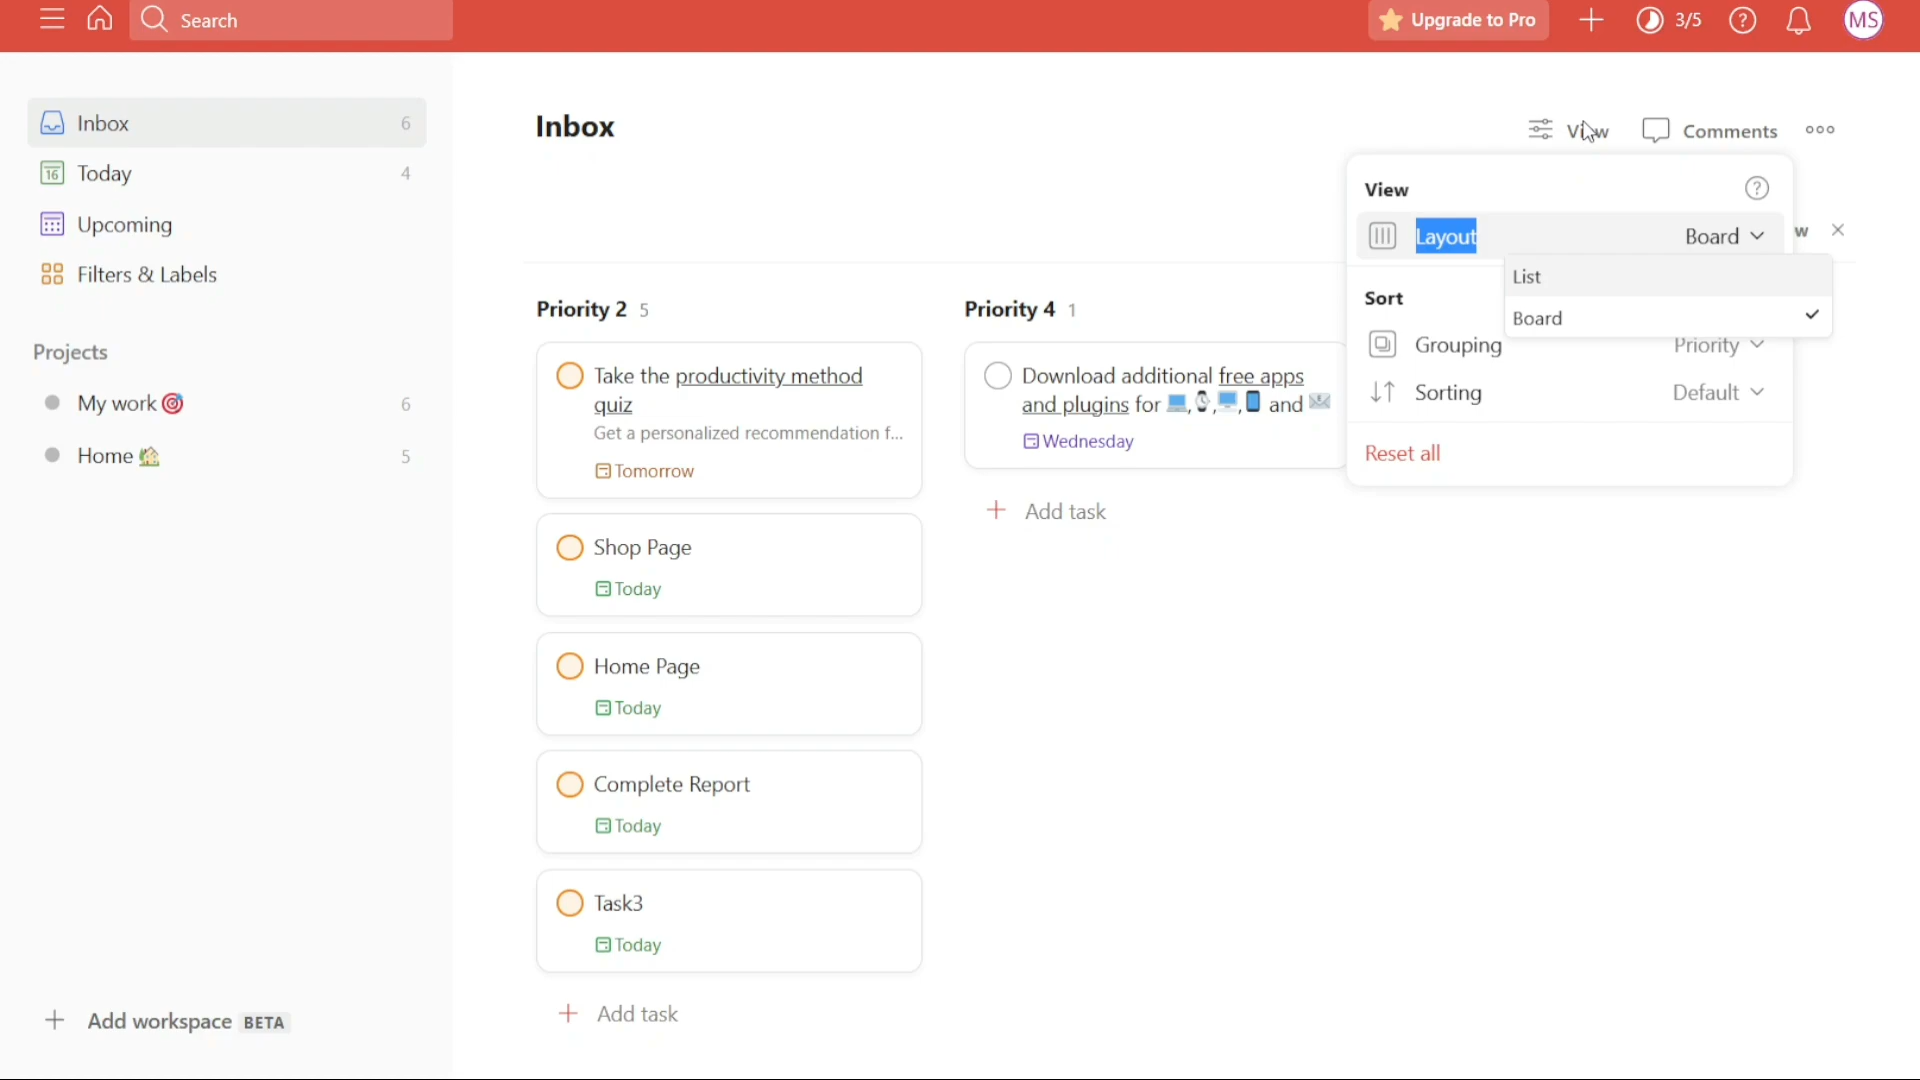 Search
Upgrade to Pro
3/5
MS
Inbox 6
16 Today 4
Upcoming
Filters & Labels
Projects
My work 🎯 6
Home 🏡 5
Add workspace BETA
Inbox
View
Comments
View
Layout Board
w
List
Board
Sort
Grouping Priority
Sorting Default
Reset all
Priority 2 5
Take the productivity method
quiz
Get a personalized recommendation f...
Tomorrow
Shop Page
Today
Home Page
Today
Complete Report
Today
Task3
Today
Add task
Priority 4 1
Download additional free apps
and plugins for 💻,⌚,🖥,📱 and 📧
Wednesday
Add task